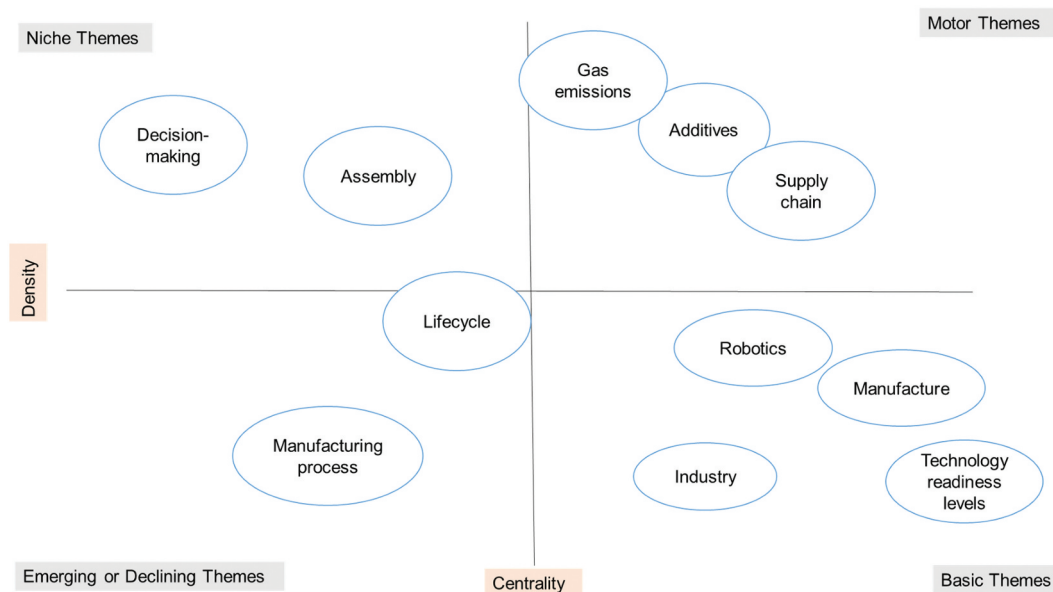 Niche Themes
Motor Themes
Gas
emissions
Decision-
making
Additives
Assembly
Supply
chain
Density
Lifecycle
Robotics
Manufacture
Manufacturing
process
Industry
Technology
readiness
levels
Emerging or Declining Themes
Centrality
Basic Themes